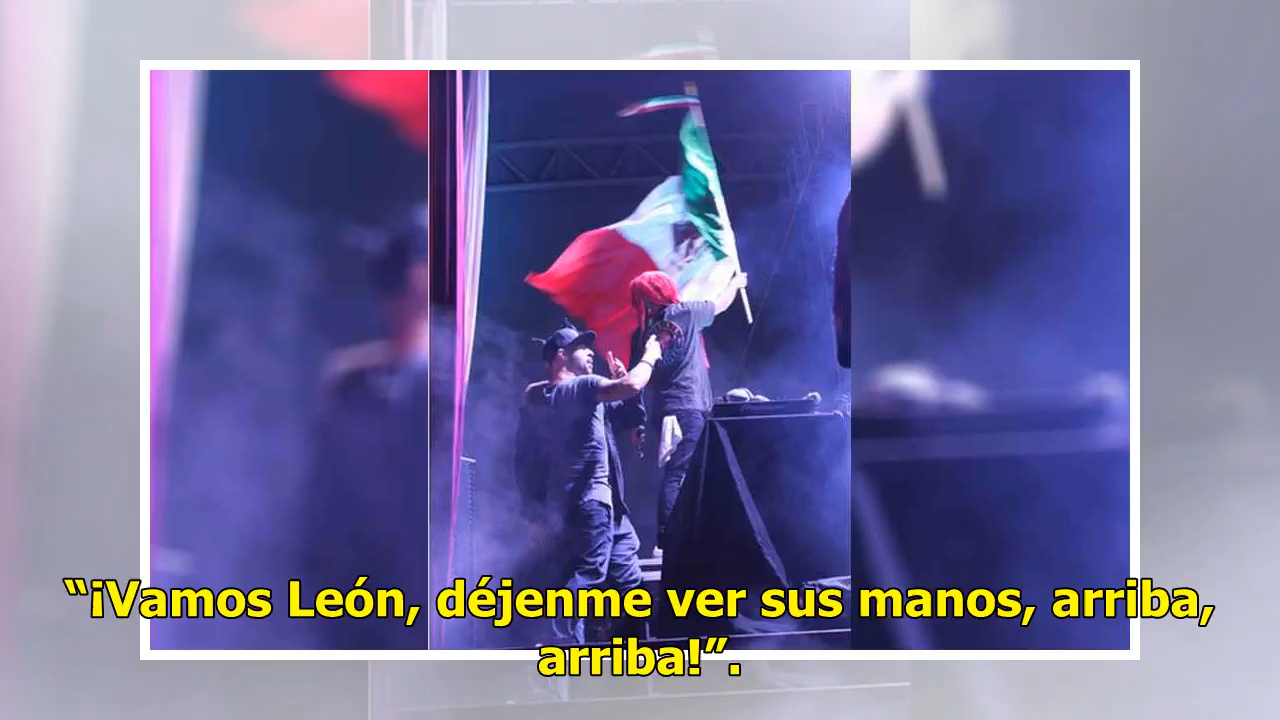 “¡Vamos León, déjenme ver sus manos, arriba,
arriba!”.